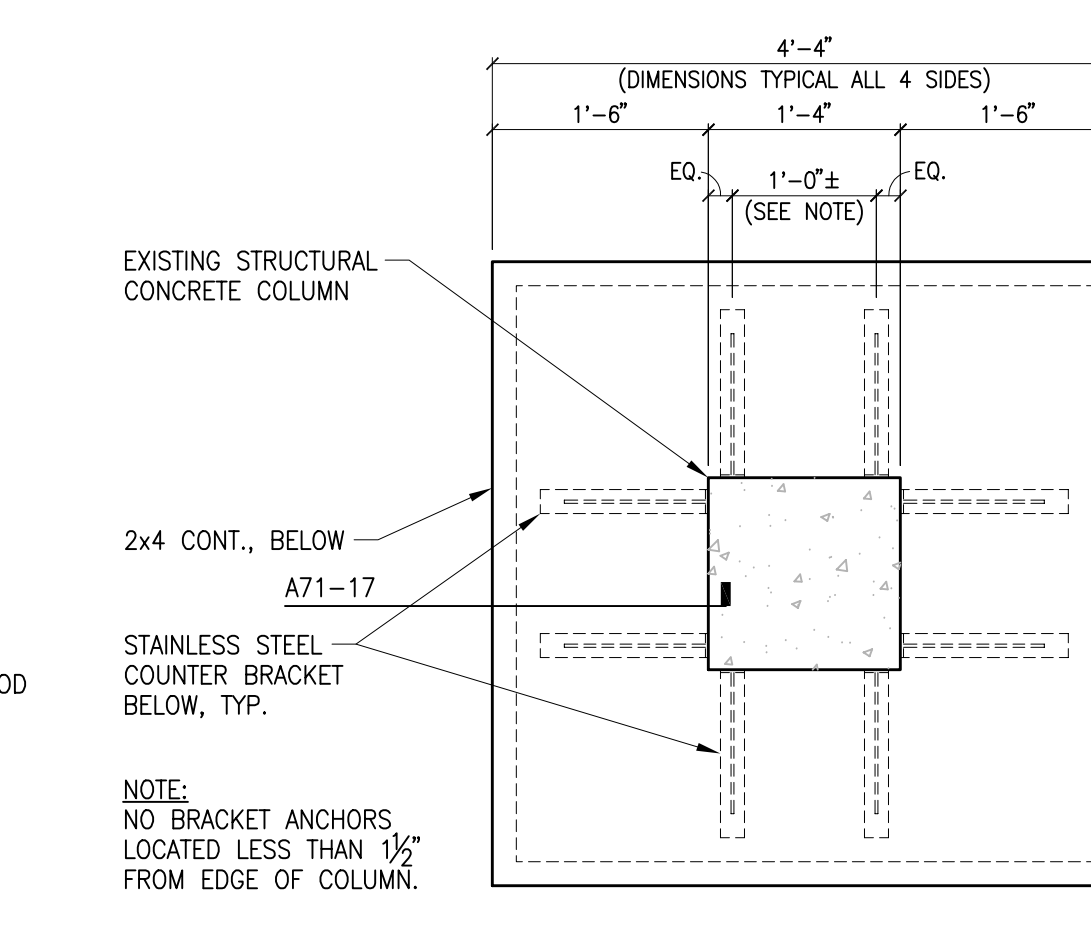 4'-4"
(DIMENSIONS TYPICAL ALL 4 SIDES)
1'-6" 1'-4" 1'-6"
EQ. 1'-0"± EQ.
(SEE NOTE)
EXISTING STRUCTURAL
CONCRETE COLUMN
2x4 CONT., BELOW
A71-17
STAINLESS STEEL
COUNTER BRACKET
BELOW, TYP.
OD
NOTE:
NO BRACKET ANCHORS
LOCATED LESS THAN 1½"
FROM EDGE OF COLUMN.